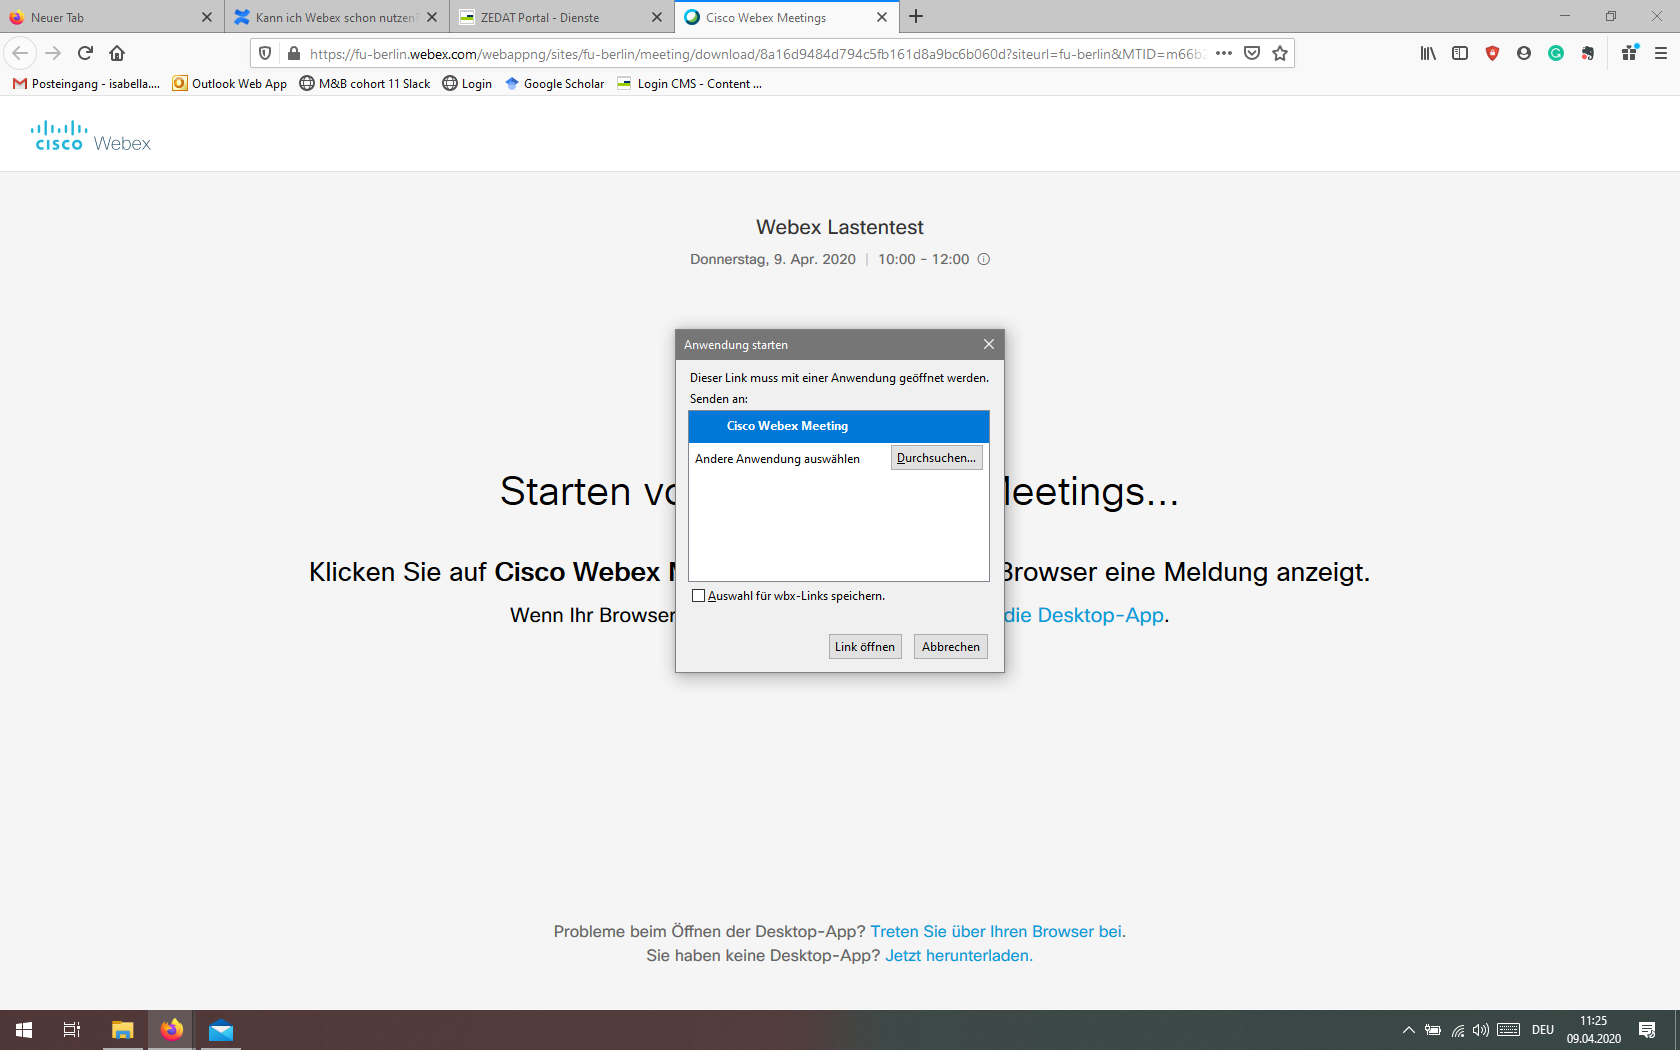 Neuer Tab
Kann ich Webex schon nutzen
ZEDAT Portal - Dienste
Cisco Webex Meetings
https://fu-berlin.webex.com/webappng/sites/fu-berlin/meeting/download/8a16d9484d794c5fb161d8a9bc6b060d?siteurl=fu-berlin&MTID=m66b
Posteingang - isabella....
Outlook Web App
M&B cohort 11 Slack
Login
Google Scholar
Login CMS - Content ...
cisco Webex
Webex Lastentest
Donnerstag, 9. Apr. 2020 | 10:00 - 12:00
Anwendung starten
Dieser Link muss mit einer Anwendung geöffnet werden.
Senden an:
Cisco Webex Meeting
Andere Anwendung auswählen
Durchsuchen...
Auswahl für wbx-Links speichern.
Link öffnen
Abbrechen
Starten vo eetings...
Klicken Sie auf Cisco Webex Browser eine Meldung anzeigt.
Wenn Ihr Browser die Desktop-App.
Probleme beim Öffnen der Desktop-App? Treten Sie über Ihren Browser bei.
Sie haben keine Desktop-App? Jetzt herunterladen.
DEU
11:25
09.04.2020